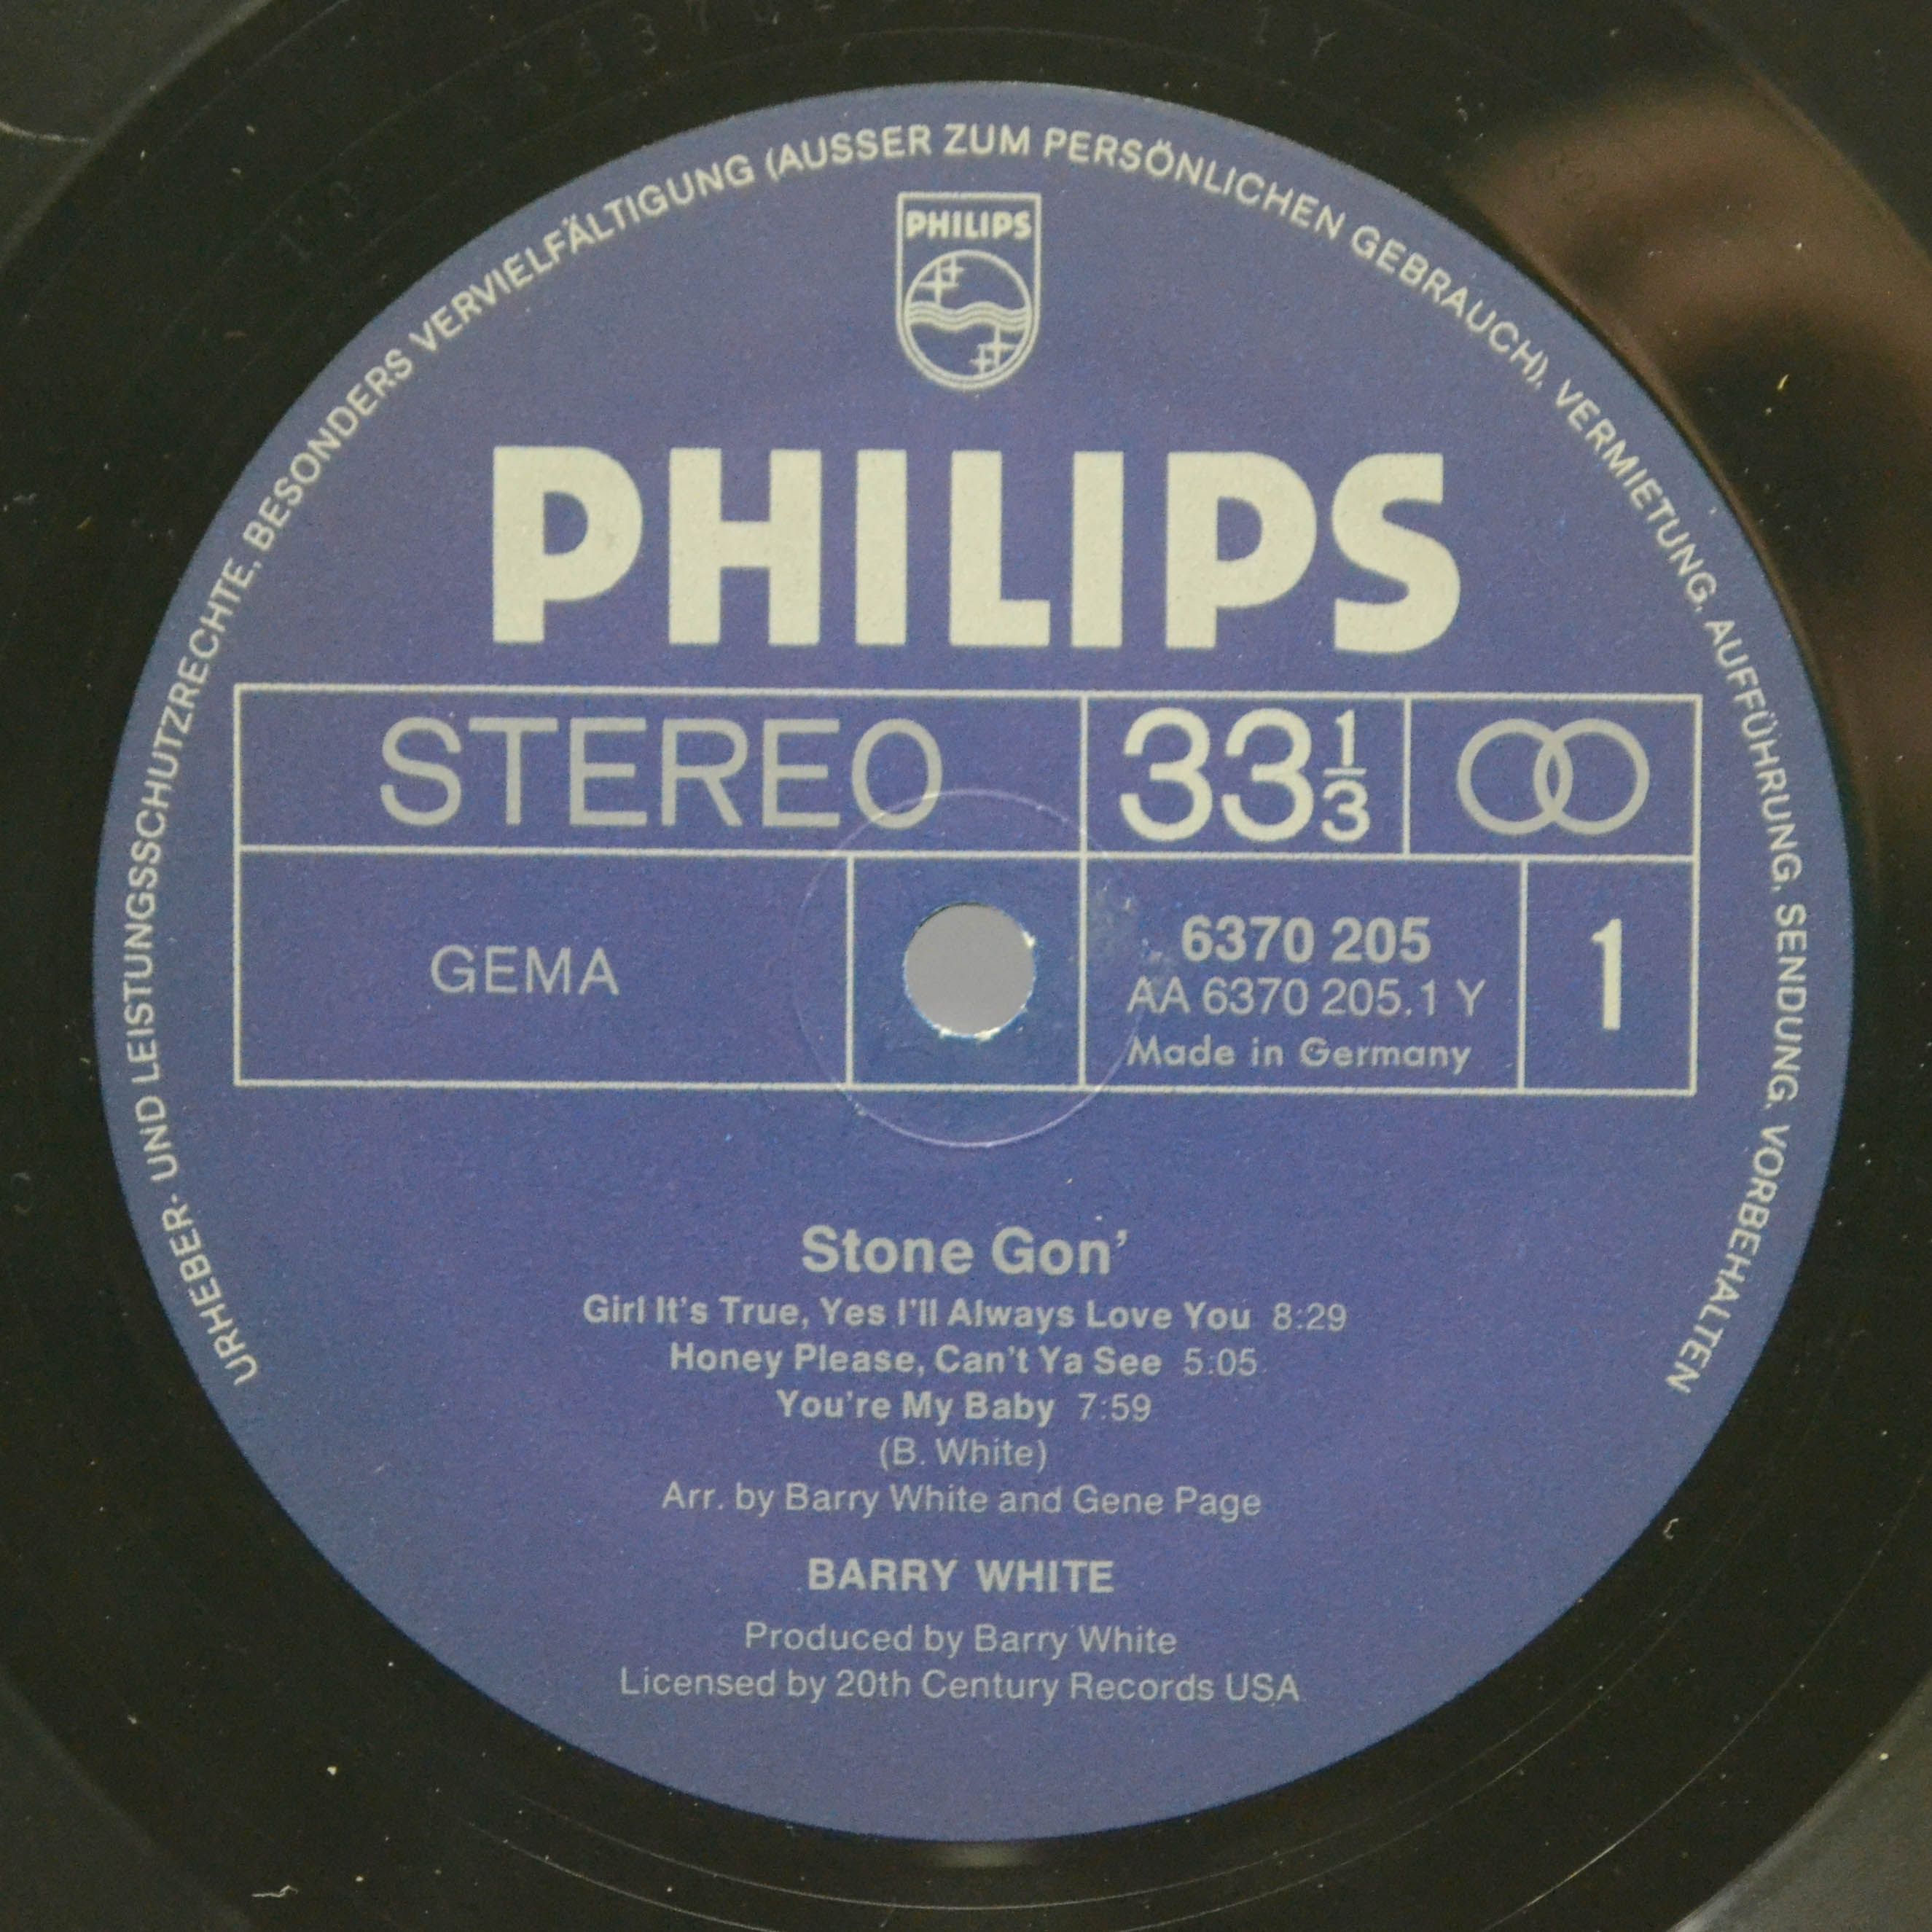 URHEBER- UND LEISTUNGSSCHUTZRECHTE, BESONDERS VERVIELFÄLTIGUNG (AUSSER ZUM PERSÖNLICHEN GEBRAUCH), VERMIETUNG, AUFFÜHRUNG, SENDUNG, VORBEHALTEN
PHILIPS
PHILIPS
STEREO 33 1/3
GEMA
6370 205
AA 6370 205.1 Y
Made in Germany
1
Stone Gon’
Girl It’s True, Yes I’ll Always Love You 8:29
Honey Please, Can’t Ya See 5:05
You’re My Baby 7:59
(B. White)
Arr. by Barry White and Gene Page
BARRY WHITE
Produced by Barry White
Licensed by 20th Century Records USA